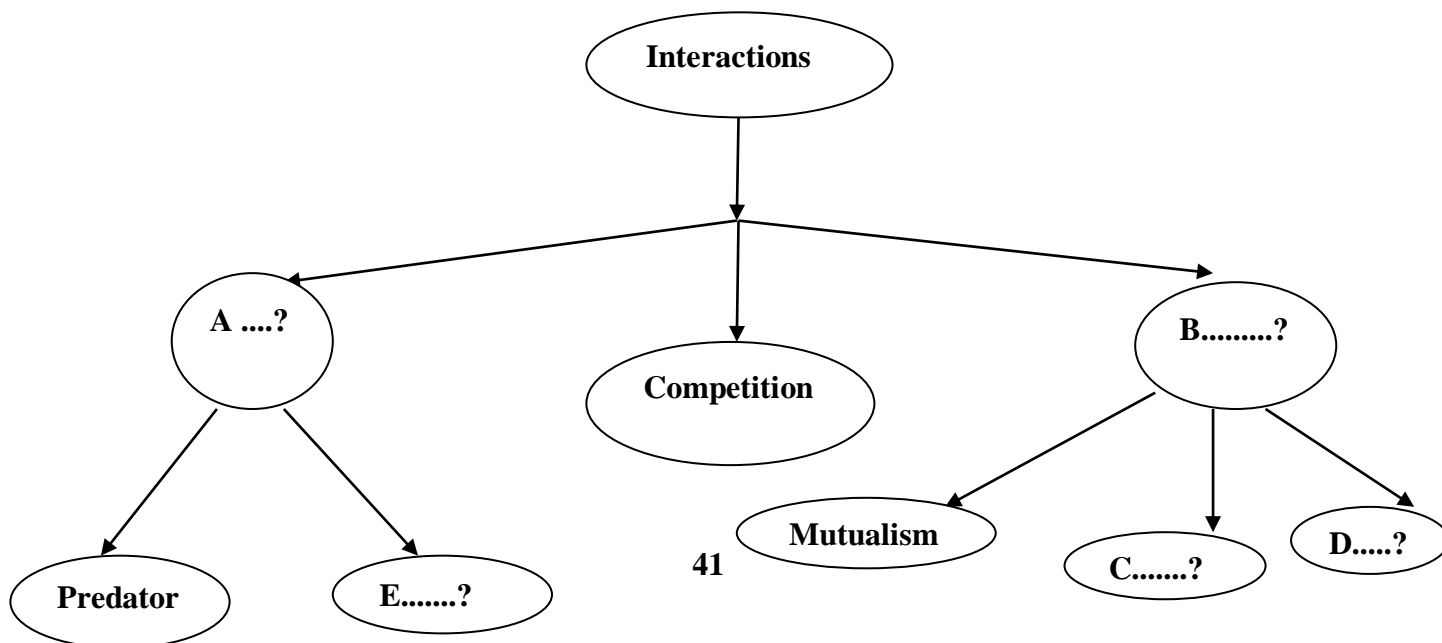 Interactions
A ....?
B.........?
Competition
Mutualism
D.....?
41
C.......?
Predator
E.......?